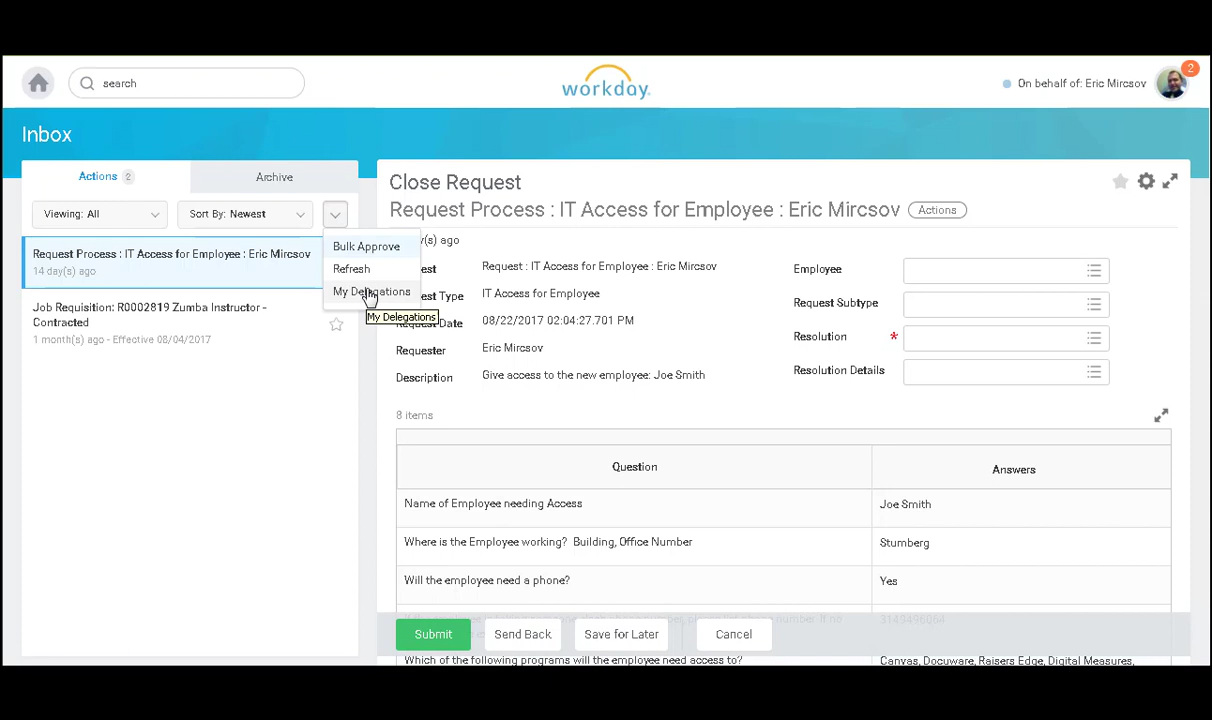 search
workday.
On behalf of: Eric Mircsov
2
Inbox
Actions 2
Archive
Viewing: All
Sort By: Newest
Request Process : IT Access for Employee : Eric Mircsov
14 day(s) ago
Job Requisition: R0002819 Zumba Instructor -
Contracted
1 month(s) ago - Effective 08/04/2017
Bulk Approve
Refresh
My Delegations
My Delegations
Close Request
Request Process : IT Access for Employee : Eric Mircsov
Actions
ago
Request : IT Access for Employee : Eric Mircsov
Type
IT Access for Employee
Date
08/22/2017 02:04:27.701 PM
Requester
Eric Mircsov
Description
Give access to the new employee: Joe Smith
Employee
Request Subtype
Resolution *
Resolution Details
8 items
Question
Answers
Name of Employee needing Access
Joe Smith
Where is the Employee working? Building, Office Number
Stumberg
Will the employee need a phone?
Yes
3149496064
Submit
Send Back
Save for Later
Cancel
Which of the following programs will the employee need access to?
Canvas, Docuware, Raisers Edge, Digital Measures,